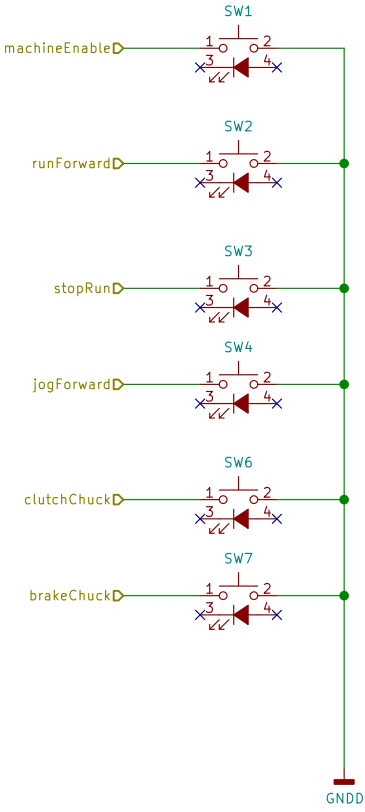 SW1
machineEnable 1 2
3 4
SW2
runForward 1 2
3 4
SW3
stopRun 1 2
3 4
SW4
jogForward 1 2
3 4
SW6
clutchChuck 1 2
3 4
SW7
brakeChuck 1 2
3 4
GNDD